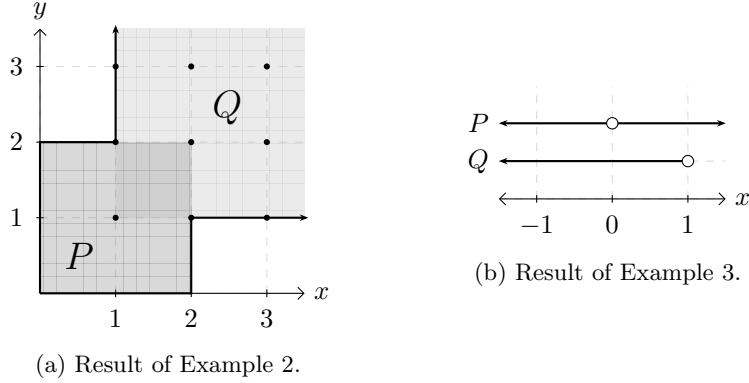 y
3
2
1
Q
P
1 2 3
x
(a) Result of Example 2.
P
Q
x
−1 0 1
(b) Result of Example 3.